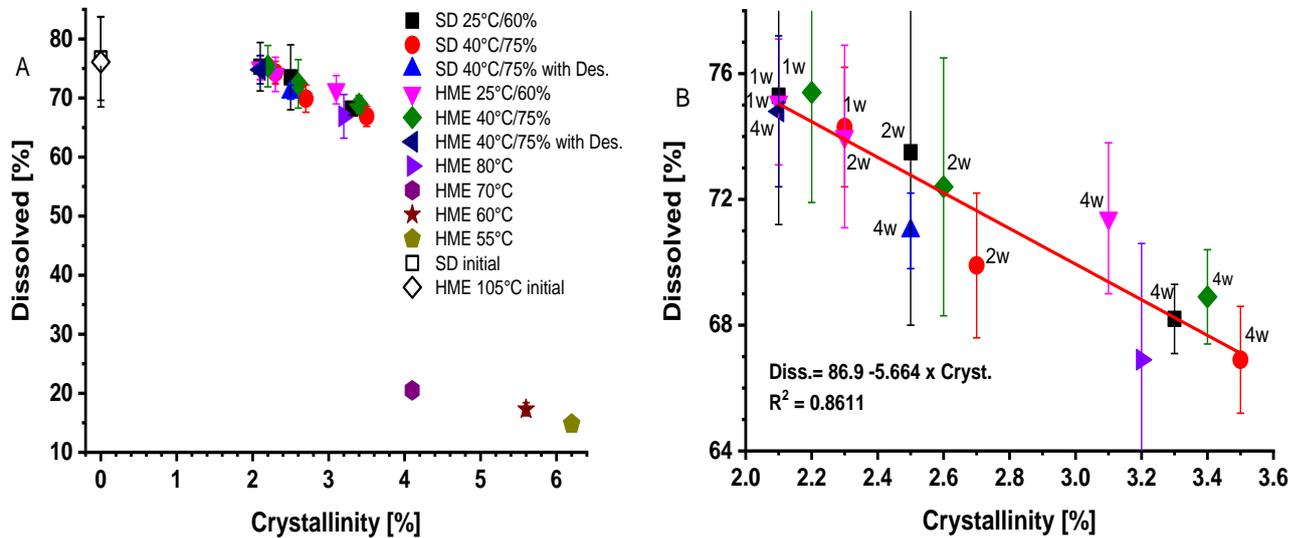 A
Dissolved [%]
80
70
60
50
40
30
20
10
0
1
2
3
4
5
6
Crystallinity [%]
SD 25°C/60%
SD 40°C/75%
SD 40°C/75% with Des.
HME 25°C/60%
HME 40°C/75%
HME 40°C/75% with Des.
HME 80°C
HME 70°C
HME 60°C
HME 55°C
SD initial
HME 105°C initial
B
Dissolved [%]
76
72
68
64
1w
1w
1w
4w
1w
2w
2w
4w
2w
2w
4w
4w
4w
4w
Diss.= 86.9 -5.664 x Cryst.
R² = 0.8611
2.0
2.2
2.4
2.6
2.8
3.0
3.2
3.4
3.6
Crystallinity [%]